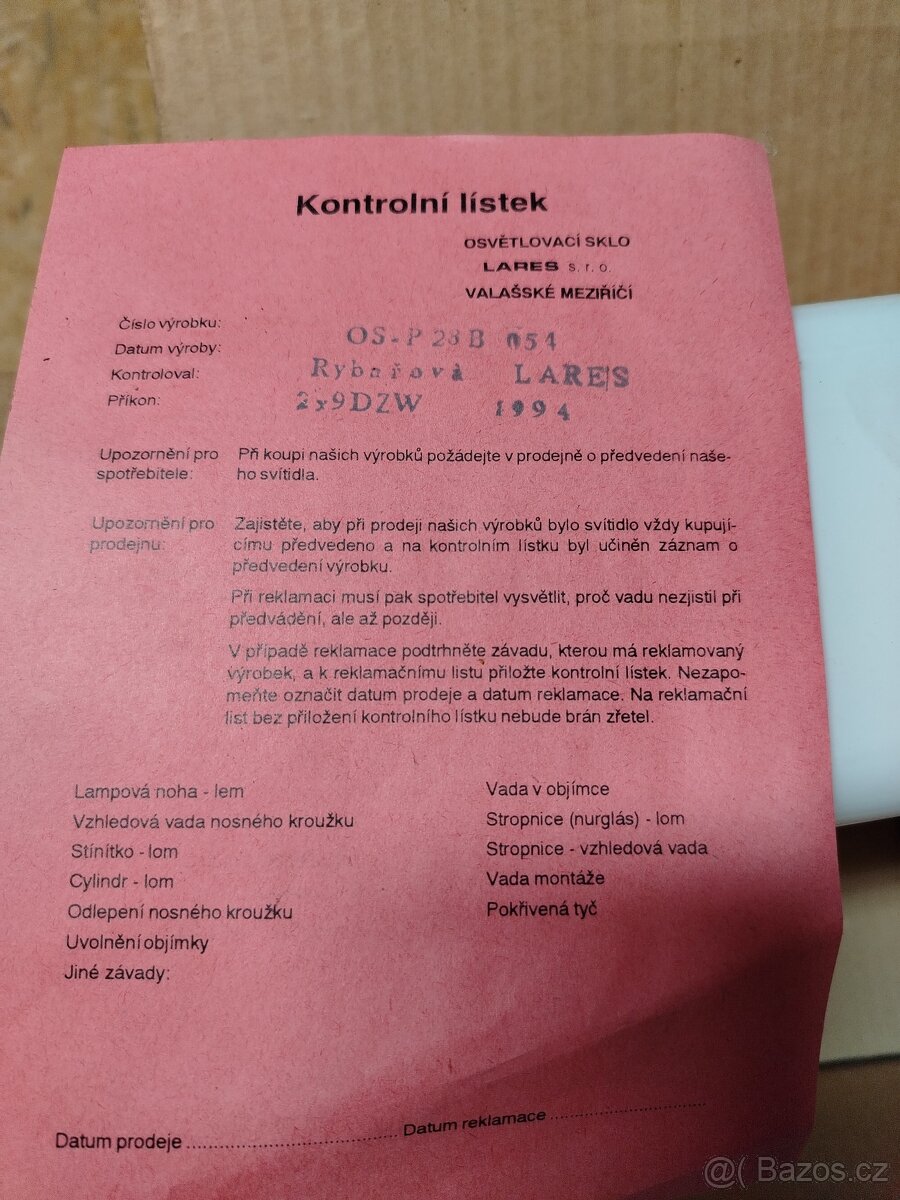 Kontrolní lístek
OSVĚTLOVACÍ SKLO
LARES s. r. o.
VALAŠSKÉ MEZIŘÍČÍ
Číslo výrobku:
OS-P 28 B 054
Datum výroby:
Kontroloval:
Rybařová LARES
Příkon:
2x9DZW 1994
Upozornění pro
spotřebitele:
Při koupi našich výrobků požádejte v prodejně o předvedení naše-
ho svítidla.
Upozornění pro
prodejnu:
Zajistěte, aby při prodeji našich výrobků bylo svítidlo vždy kupují-
címu předvedeno a na kontrolním lístku byl učiněn záznam o
předvedení výrobku.
Při reklamaci musí pak spotřebitel vysvětlit, proč vadu nezjistil při
předvádění, ale až později.
V případě reklamace podtrhněte závadu, kterou má reklamovaný
výrobek, a k reklamačnímu listu přiložte kontrolní lístek. Nezapo-
meňte označit datum prodeje a datum reklamace. Na reklamační
list bez přiložení kontrolního lístku nebude brán zřetel.
Lampová noha - lem
Vzhledová vada nosného kroužku
Stínítko - lom
Cylindr - lom
Odlepení nosného kroužku
Uvolnění objímky
Jiné závady:
Vada v objímce
Stropnice (nurglás) - lom
Stropnice - vzhledová vada
Vada montáže
Pokřivená tyč
Datum prodeje .................................... Datum reklamace ..........................
@( Bazos.cz